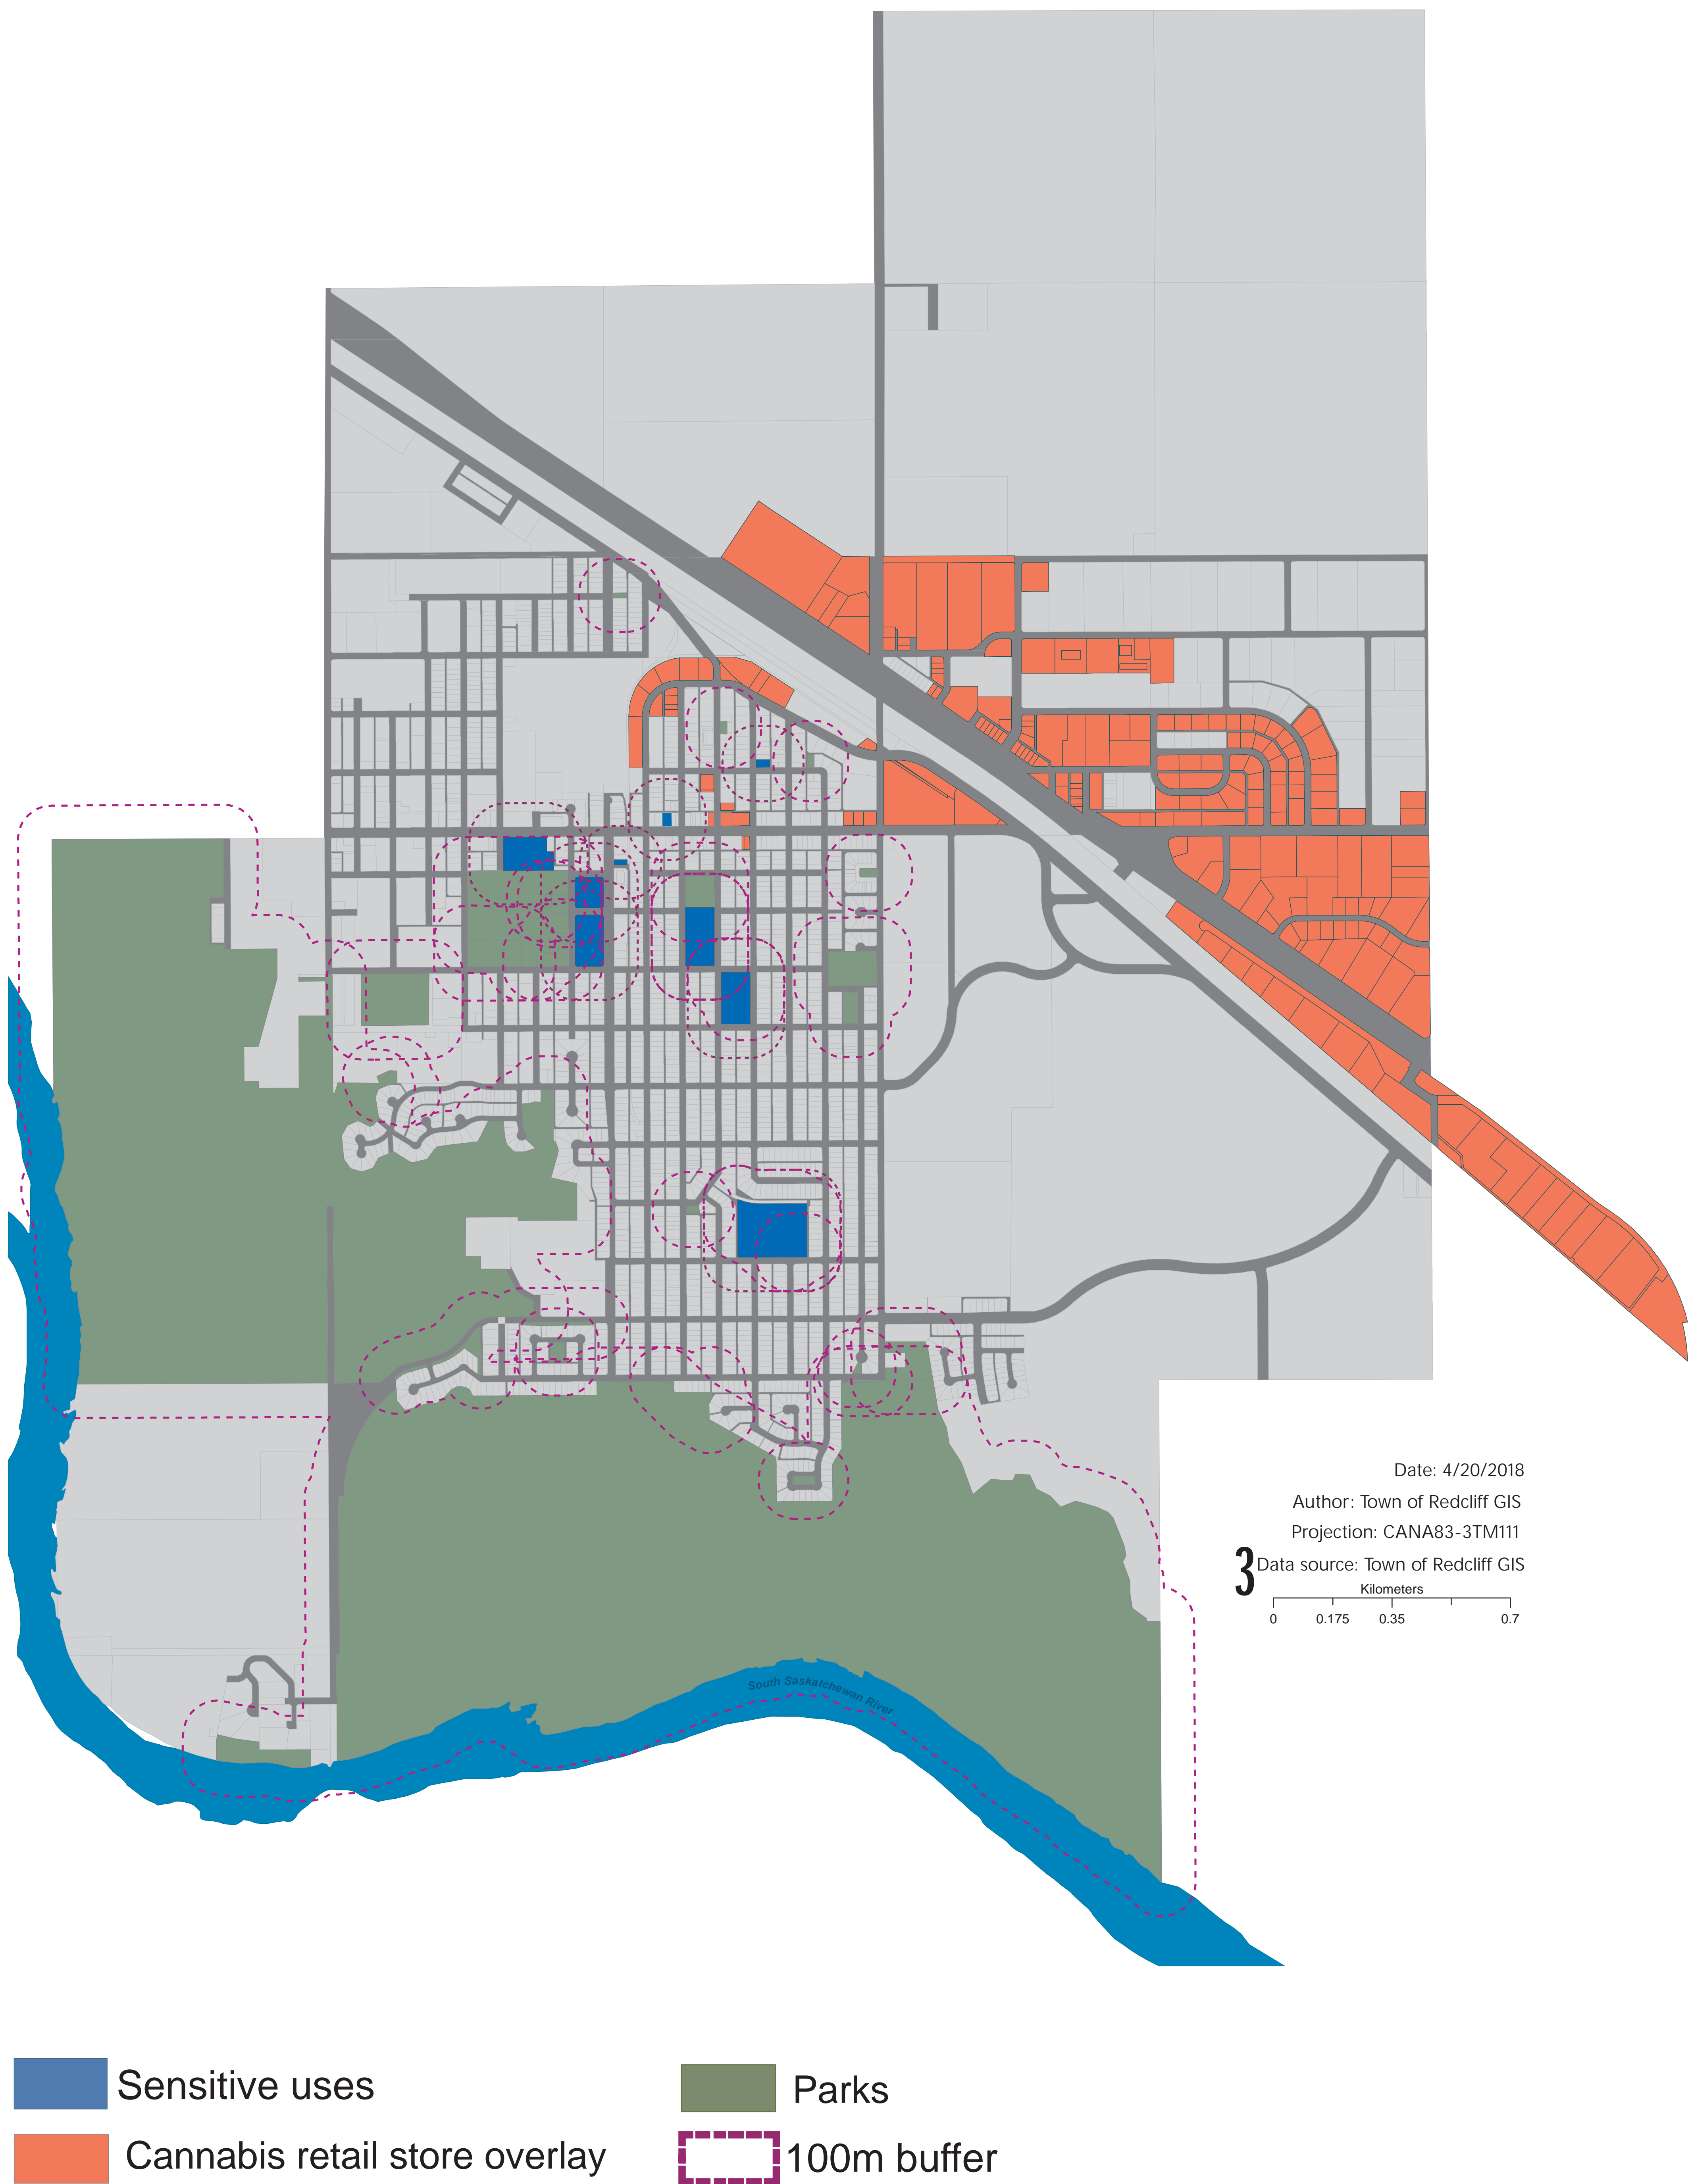 Date: 4/20/2018
Author: Town of Redcliff GIS
Projection: CANA83-3TM111
3
Data source: Town of Redcliff GIS
Kilometers
0 0.175 0.35 0.7
South Saskatchewan River
Sensitive uses
Parks
Cannabis retail store overlay
100m buffer